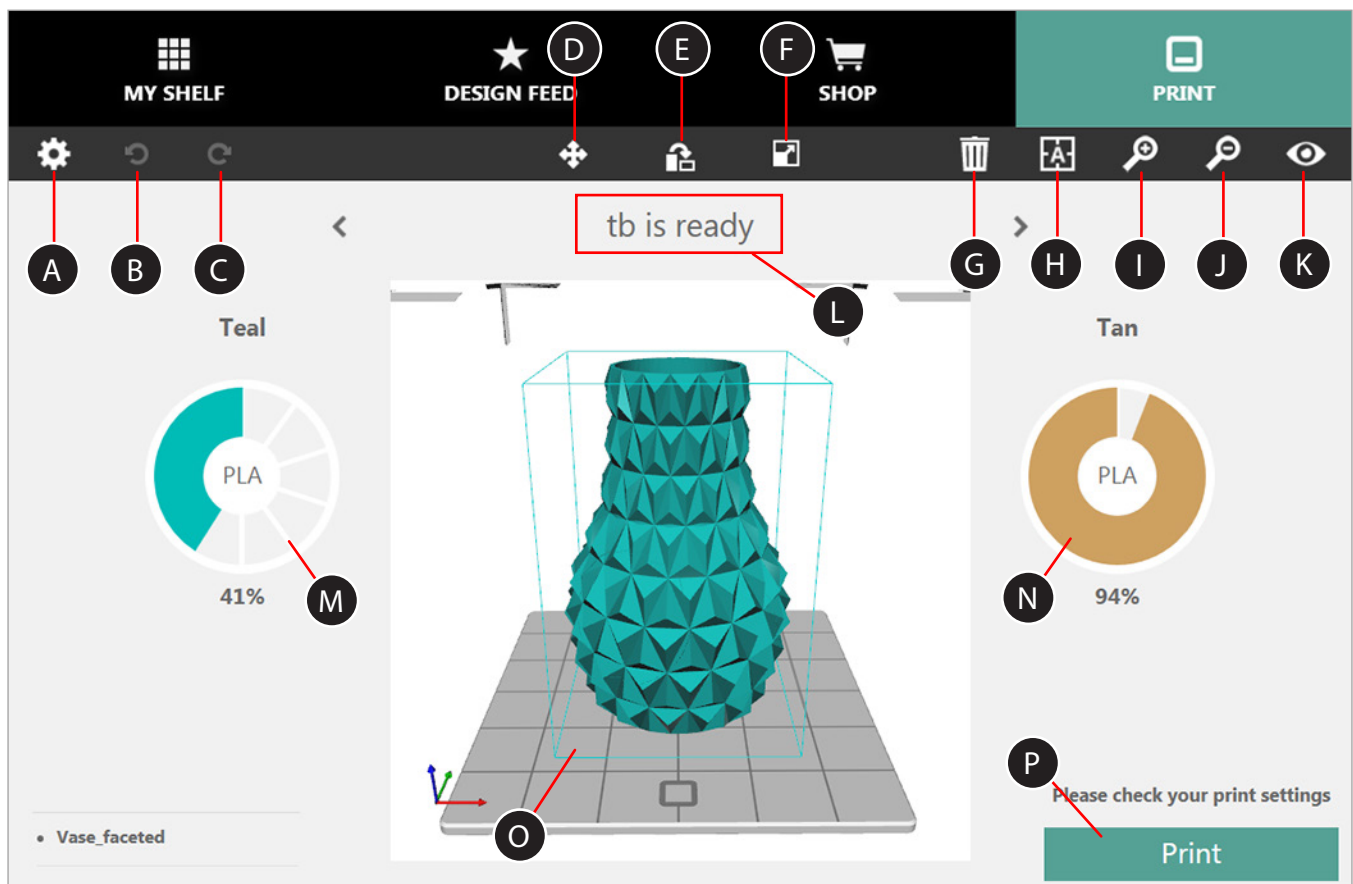 D
E
F
MY SHELF
DESIGN FEED
SHOP
PRINT
A
tb is ready
A
B
C
G
H
I
J
K
L
Teal
Tan
PLA
PLA
41%
M
N
94%
P
Please check your print settings
O
• Vase_faceted
Print